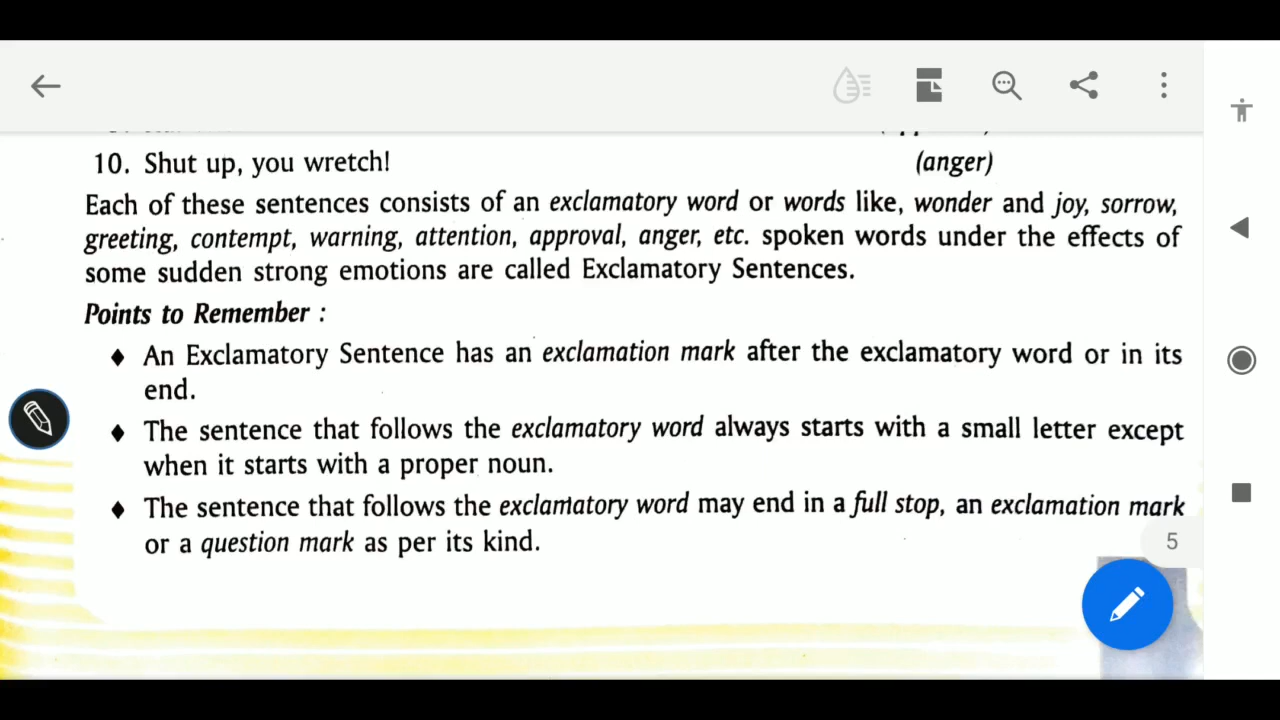 10. Shut up, you wretch! (anger)
Each of these sentences consists of an exclamatory word or words like, wonder and joy, sorrow,
greeting, contempt, warning, attention, approval, anger, etc. spoken words under the effects of
some sudden strong emotions are called Exclamatory Sentences.
Points to Remember :
♦ An Exclamatory Sentence has an exclamation mark after the exclamatory word or in its
end.
♦ The sentence that follows the exclamatory word always starts with a small letter except
when it starts with a proper noun.
♦ The sentence that follows the exclamatory word may end in a full stop, an exclamation mark
or a question mark as per its kind.
5